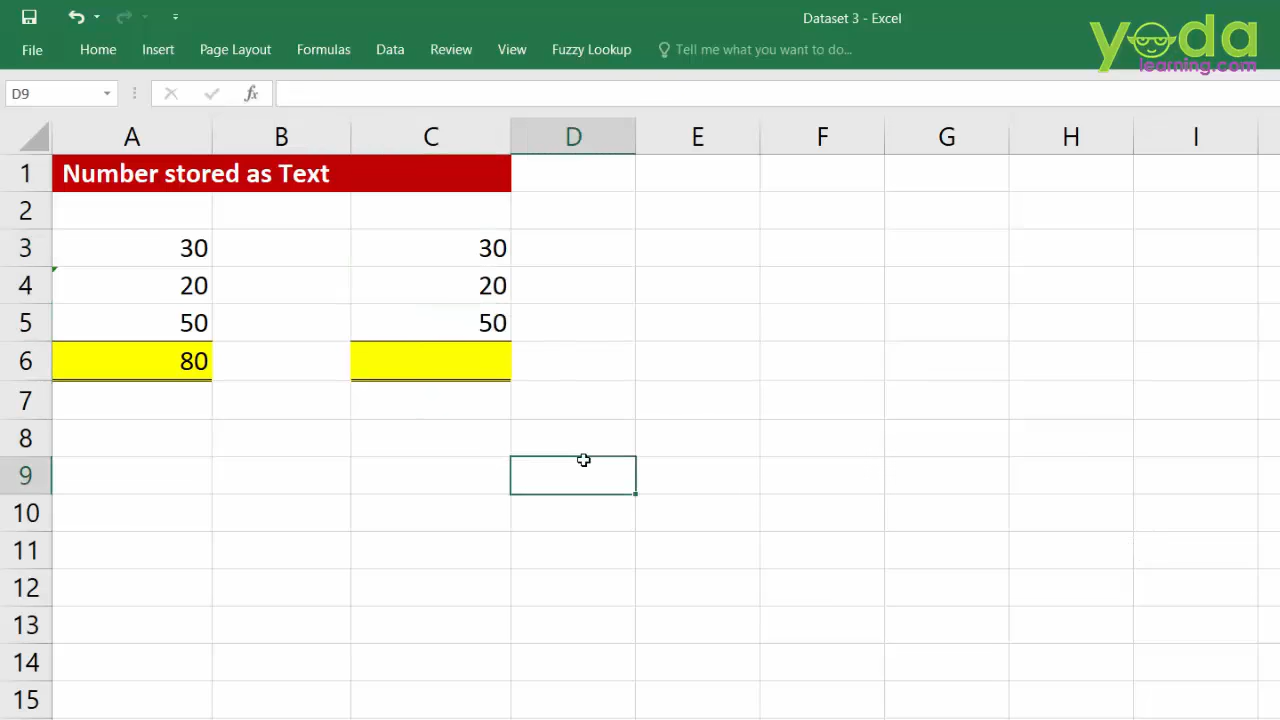 Dataset 3 - Excel
yoda
learning.com
File Home Insert Page Layout Formulas Data Review View Fuzzy Lookup Tell me what you want to do...
D9 fx
A B C D E F G H I
1 Number stored as Text
2
3 30 30
4 20 20
5 50 50
6 80
7
8
9
10
11
12
13
14
15